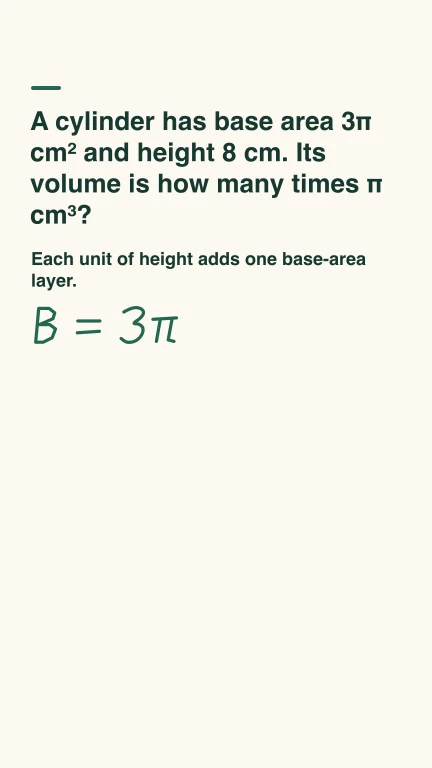 A cylinder has base area 3π
cm² and height 8 cm. Its
volume is how many times π
cm³?
Each unit of height adds one base-area
layer.
B = 3π